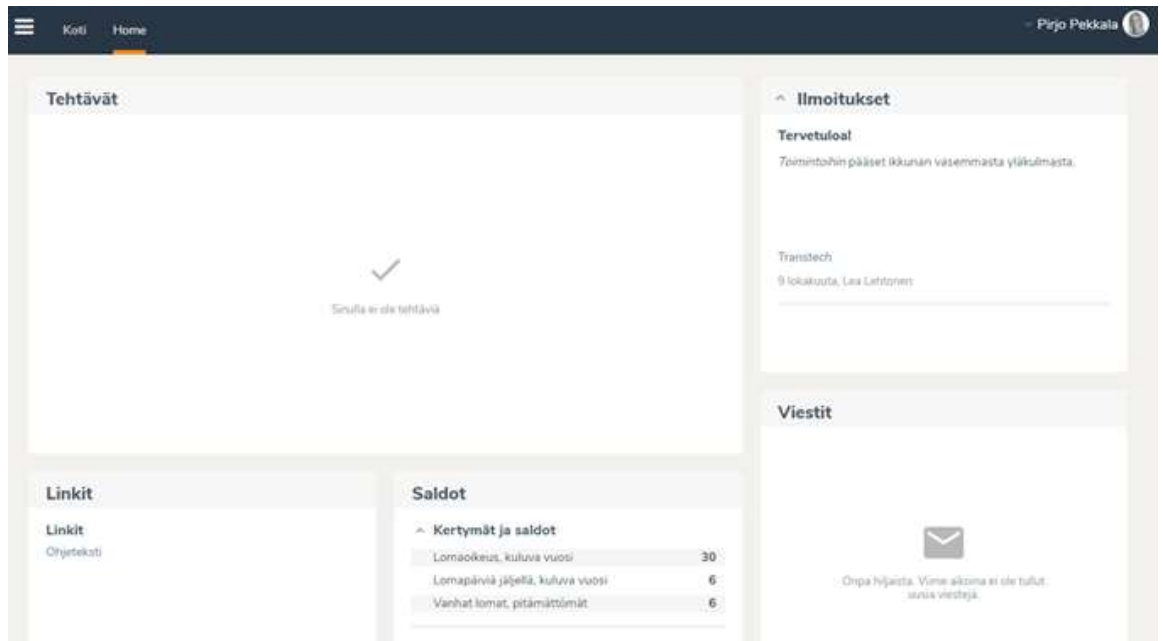 Koti Home
Pirjo Pekkala
Tehtävät
Sinulla ei ole tehtäviä
Ilmoitukset
Tervetuloa!
Toimintoihin pääset ikkunan vasemmasta yläkulmasta.
Transtech
9 lokakuuta, Lea Lehtonen
Viestit
Onpa hiljaista. Viime aikoina ei ole tullut
uusia viestejä.
Linkit
Linkit
Ohjeteksti
Saldot
Kertymät ja saldot
Lomaoikeus, kuluva vuosi 30
Lomapäiviä jäljellä, kuluva vuosi 6
Vanhat lomat, pitämättömät 6